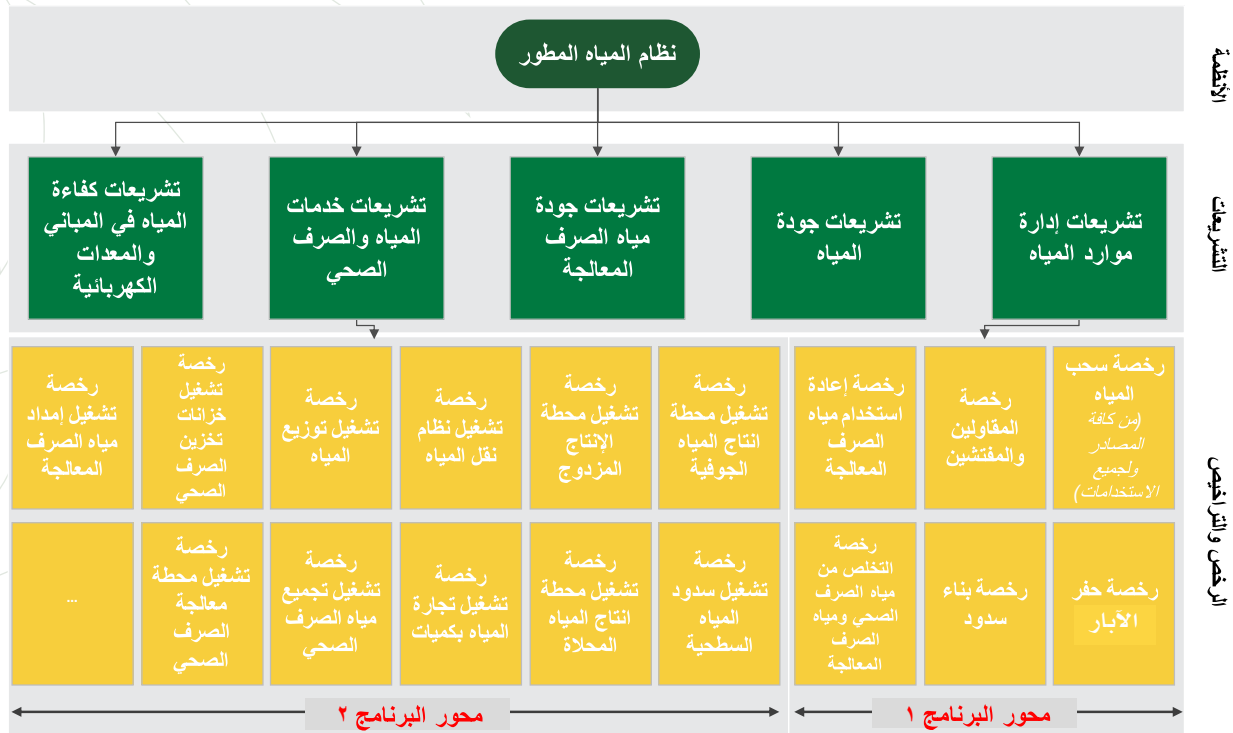 نظام المياه المطور
الأنظمة
تشريعات إدارة
موارد المياه
تشريعات جودة
المياه
تشريعات جودة
مياه الصرف
المعالجة
تشريعات خدمات
المياه والصرف
الصحي
تشريعات كفاءة
المياه في المباني
والمعدات
الكهربائية
التشريعات
رخصة سحب
المياه
(من كافة
المصادر
ولجميع
الاستخدامات)
رخصة
المقاولين
والمفتشين
رخصة إعادة
استخدام مياه
الصرف
المعالجة
رخصة
تشغيل محطة
انتاج المياه
الجوفية
رخصة
تشغيل محطة
الإنتاج
المزدوج
رخصة
تشغيل نظام
نقل المياه
رخصة
تشغيل توزيع
المياه
رخصة
تشغيل
خزانات
تخزين
الصرف
الصحي
رخصة
تشغيل إمداد
مياه الصرف
المعالجة
الرخص والتراخيص
رخصة حفر
الآبار
رخصة بناء
سدود
رخصة
التخلص من
مياه الصرف
الصحي ومياه
الصرف
المعالجة
رخصة
تشغيل سدود
المياه
السطحية
رخصة
تشغيل محطة
انتاج المياه
المحلاة
رخصة
تشغيل تجارة
المياه بكميات
رخصة
تشغيل تجميع
مياه الصرف
الصحي
رخصة
تشغيل محطة
معالجة
الصرف
الصحي
...
محور البرنامج ١
محور البرنامج ٢